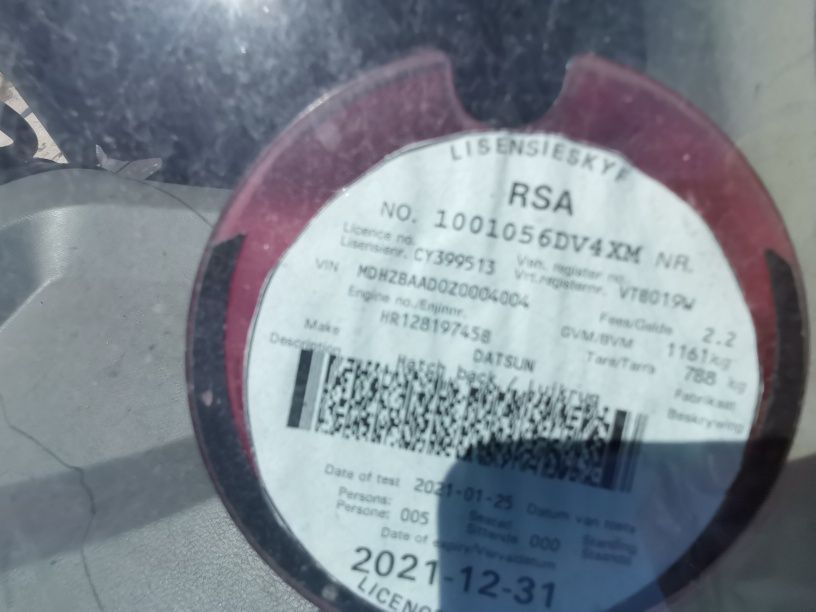 LISENSIESKYF
RSA
NO. 1001056DV4XM NR.
Licence no. Veh. register no.
Lisensienr. CY399513 Vrt.registernr. VT8019W
VIN MDHZBAAD0Z0004004 Fees/Gelde 2.2
Engine no./Enjinnr. GVM/BVM 1161kg
HR12819745B Tare/Tarra 788 kg
Make DATSUN Fabrikaat
Description Hatch back / Luikrug Beskrywing
Date of test 2021-01-25 Datum van toets
Persons: Seated Standing
Persone: 005 Sittende 000 Staande
Date of expiry/Vervaldatum
2021-12-31
LICENC